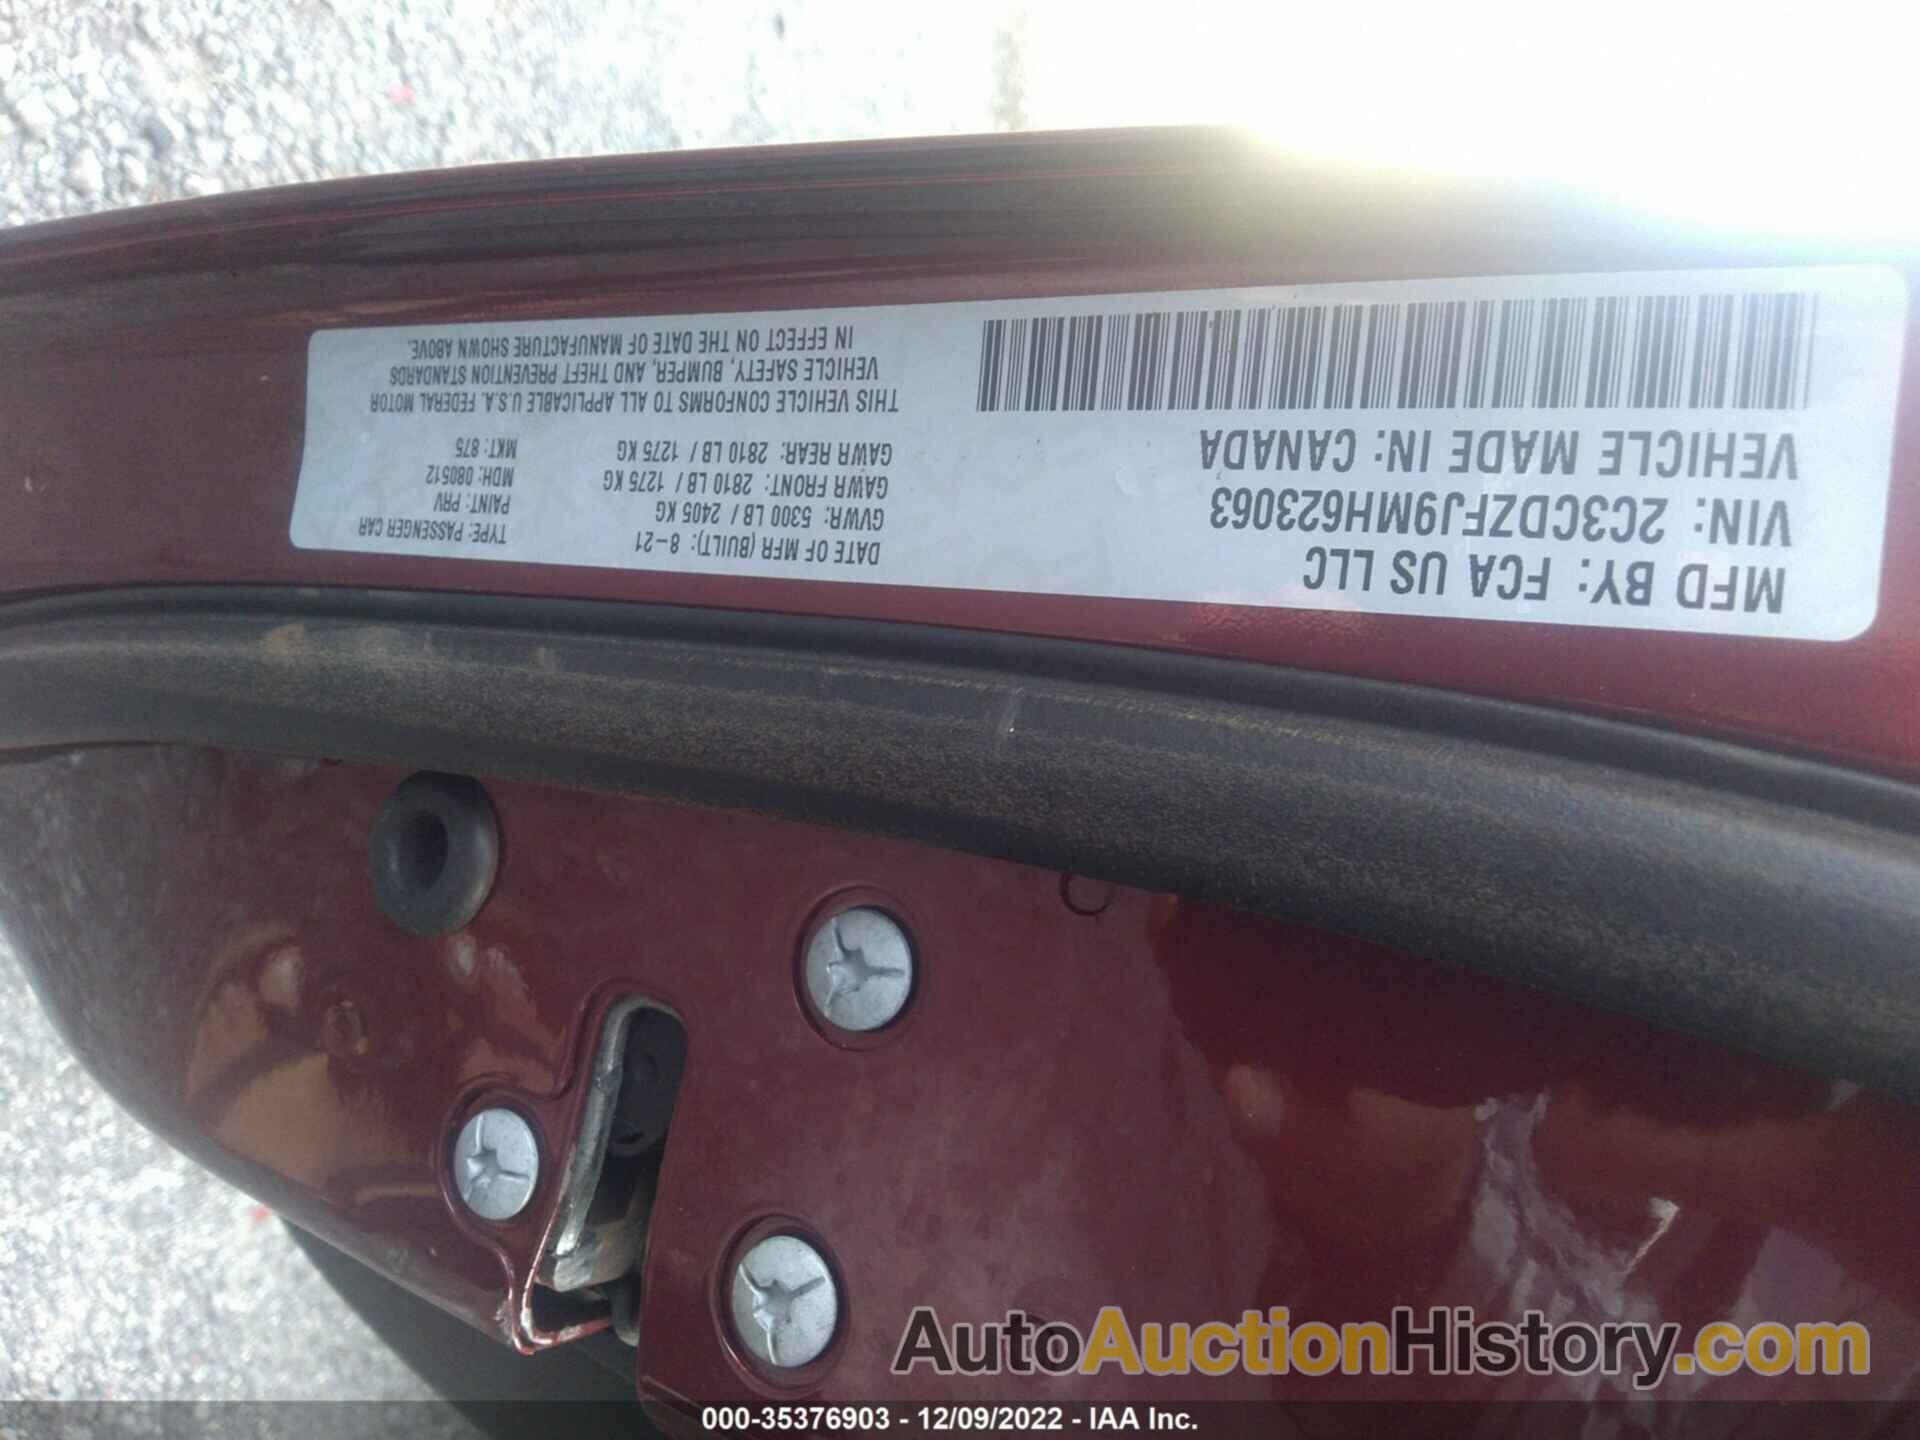 MFD BY: FCA US LLC
VIN: 2C3CDZFJ9MH623063
VEHICLE MADE IN: CANADA
DATE OF MFR (BUILT): 8-21
GVWR: 5300 LB / 2405 KG
GAWR FRONT: 2810 LB / 1275 KG
GAWR REAR: 2810 LB / 1275 KG
TYPE: PASSENGER CAR
PAINT: PRV
MDH: 080512
MKT: 875
THIS VEHICLE CONFORMS TO ALL APPLICABLE U.S.A. FEDERAL MOTOR
VEHICLE SAFETY, BUMPER, AND THEFT PREVENTION STANDARDS
IN EFFECT ON THE DATE OF MANUFACTURE SHOWN ABOVE.
AutoAuctionHistory.com
000-35376903 - 12/09/2022 - IAA Inc.